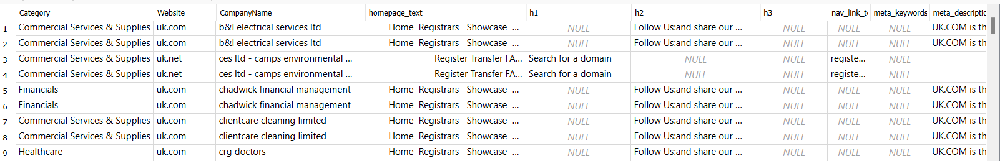 Category Website CompanyName homepage_text h1 h2 h3 nav_link_t meta_keywords meta_descriptic
1 Commercial Services & Supplies uk.com b&l electrical services ltd Home Registrars Showcase ... NULL Follow Us:and share our ... NULL NULL NULL UK.COM is th
2 Commercial Services & Supplies uk.com b&l electrical services ltd Home Registrars Showcase ... NULL Follow Us:and share our ... NULL NULL NULL UK.COM is th
3 Commercial Services & Supplies uk.net ces ltd - camps environmental ... Register Transfer FA... Search for a domain NULL NULL registe... NULL
4 Commercial Services & Supplies uk.net ces ltd - camps environmental ... Register Transfer FA... Search for a domain NULL NULL registe... NULL
5 Financials uk.com chadwick financial management Home Registrars Showcase ... NULL Follow Us:and share our ... NULL NULL NULL UK.COM is th
6 Financials uk.com chadwick financial management Home Registrars Showcase ... NULL Follow Us:and share our ... NULL NULL NULL UK.COM is th
7 Commercial Services & Supplies uk.com clientcare cleaning limited Home Registrars Showcase ... NULL Follow Us:and share our ... NULL NULL NULL UK.COM is th
8 Commercial Services & Supplies uk.com clientcare cleaning limited Home Registrars Showcase ... NULL Follow Us:and share our ... NULL NULL NULL UK.COM is th
9 Healthcare uk.com crg doctors Home Registrars Showcase ... NULL Follow Us:and share our ... NULL NULL NULL UK.COM is th